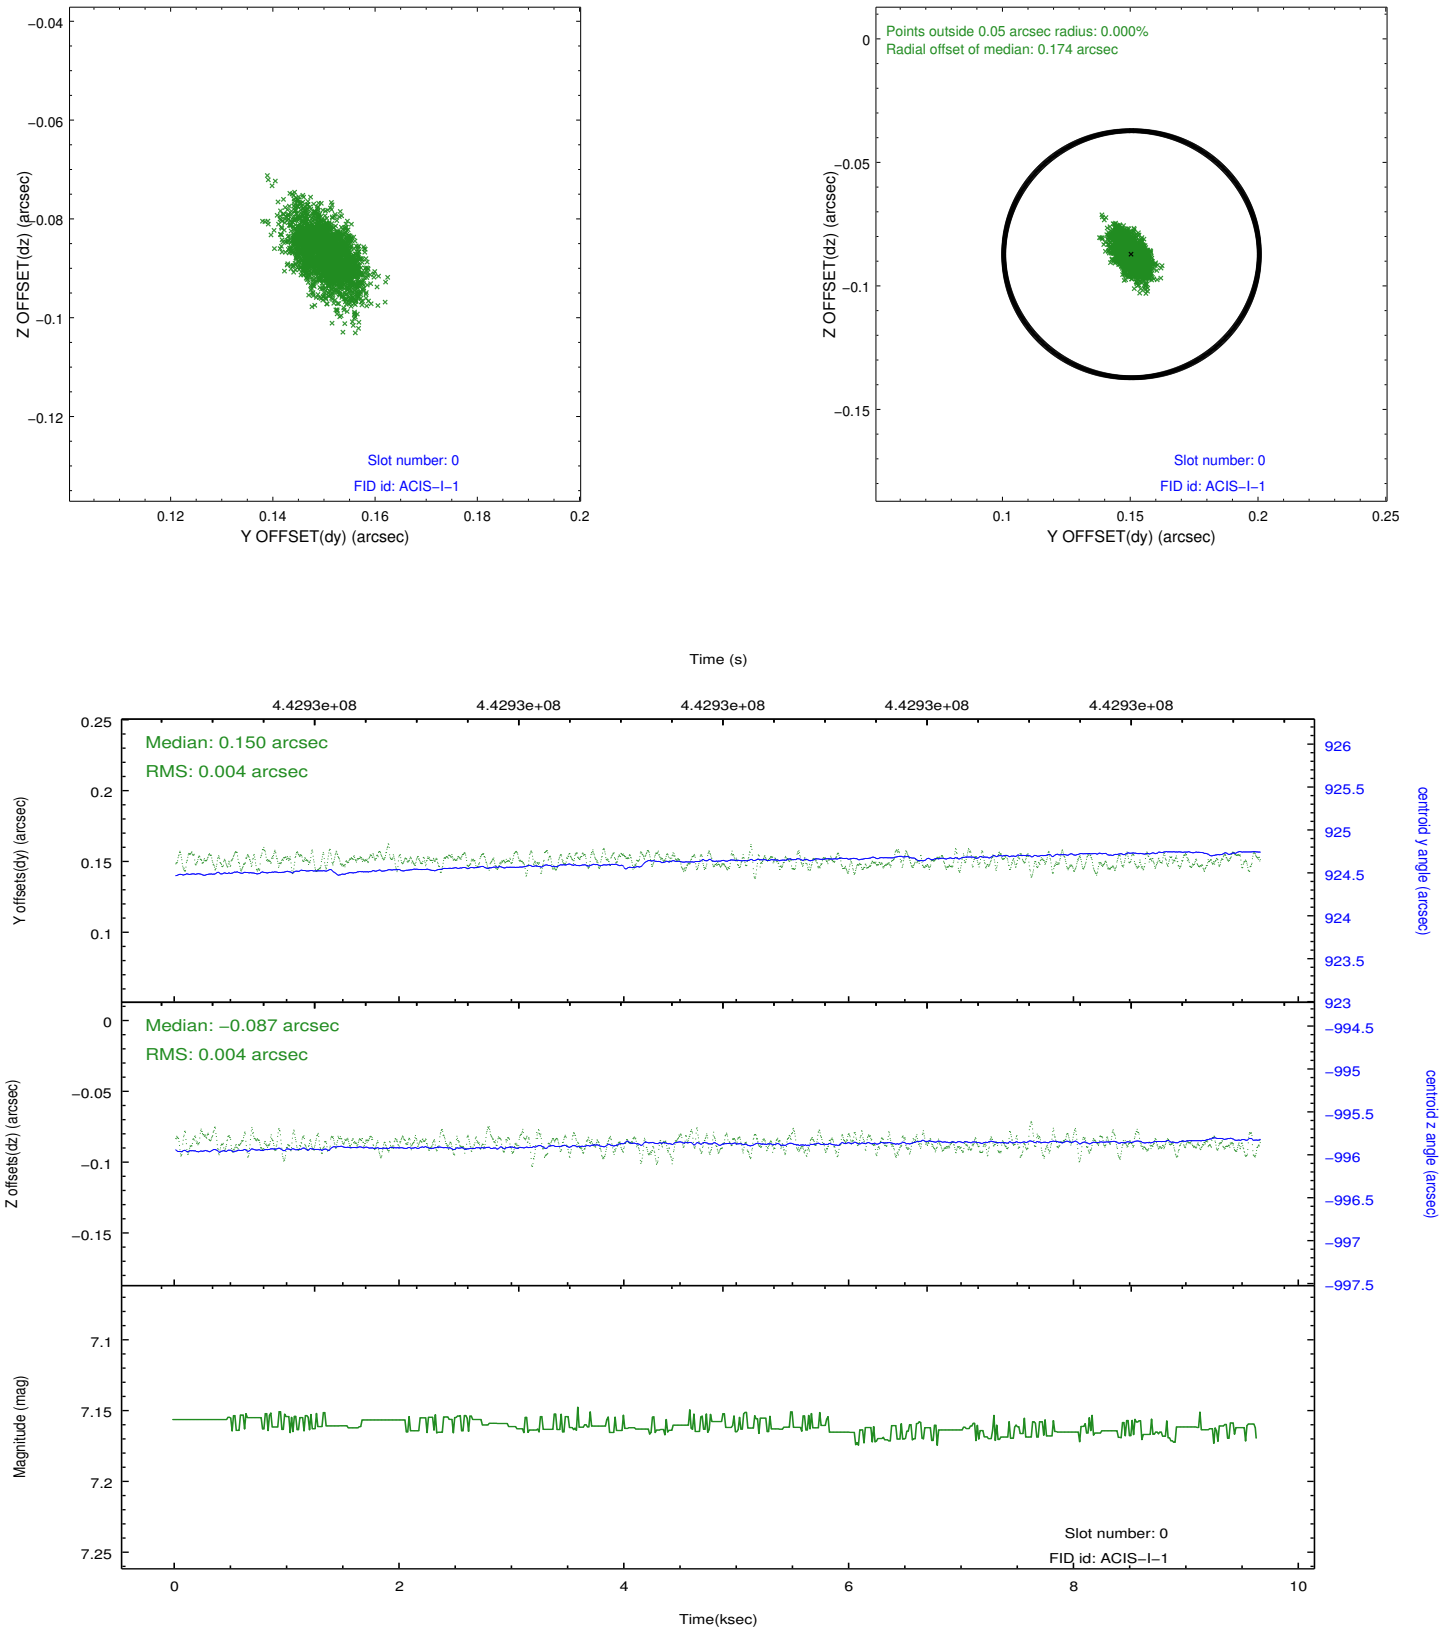 −0.04
−0.06
−0.08
−0.1
−0.12
Z OFFSET(dz) (arcsec)
Slot number: 0
FID id: ACIS−I−1
0.12 0.14 0.16 0.18 0.2
Y OFFSET(dy) (arcsec)
Points outside 0.05 arcsec radius: 0.000%
Radial offset of median: 0.174 arcsec
0
−0.05
−0.1
−0.15
Z OFFSET(dz) (arcsec)
Slot number: 0
FID id: ACIS−I−1
0.1 0.15 0.2 0.25
Y OFFSET(dy) (arcsec)
Time (s)
4.4293e+08 4.4293e+08 4.4293e+08 4.4293e+08 4.4293e+08
Median: 0.150 arcsec
RMS: 0.004 arcsec
0.25
0.2
0.15
0.1
Y offsets(dy) (arcsec)
926
925.5
925
924.5
924
923.5
923
centroid y angle (arcsec)
Median: −0.087 arcsec
RMS: 0.004 arcsec
0
−0.05
−0.1
−0.15
Z offsets(dz) (arcsec)
−994.5
−995
−995.5
−996
−996.5
−997
−997.5
centroid z angle (arcsec)
7.1
7.15
7.2
7.25
Magnitude (mag)
Slot number: 0
FID id: ACIS−I−1
0 2 4 6 8 10
Time(ksec)